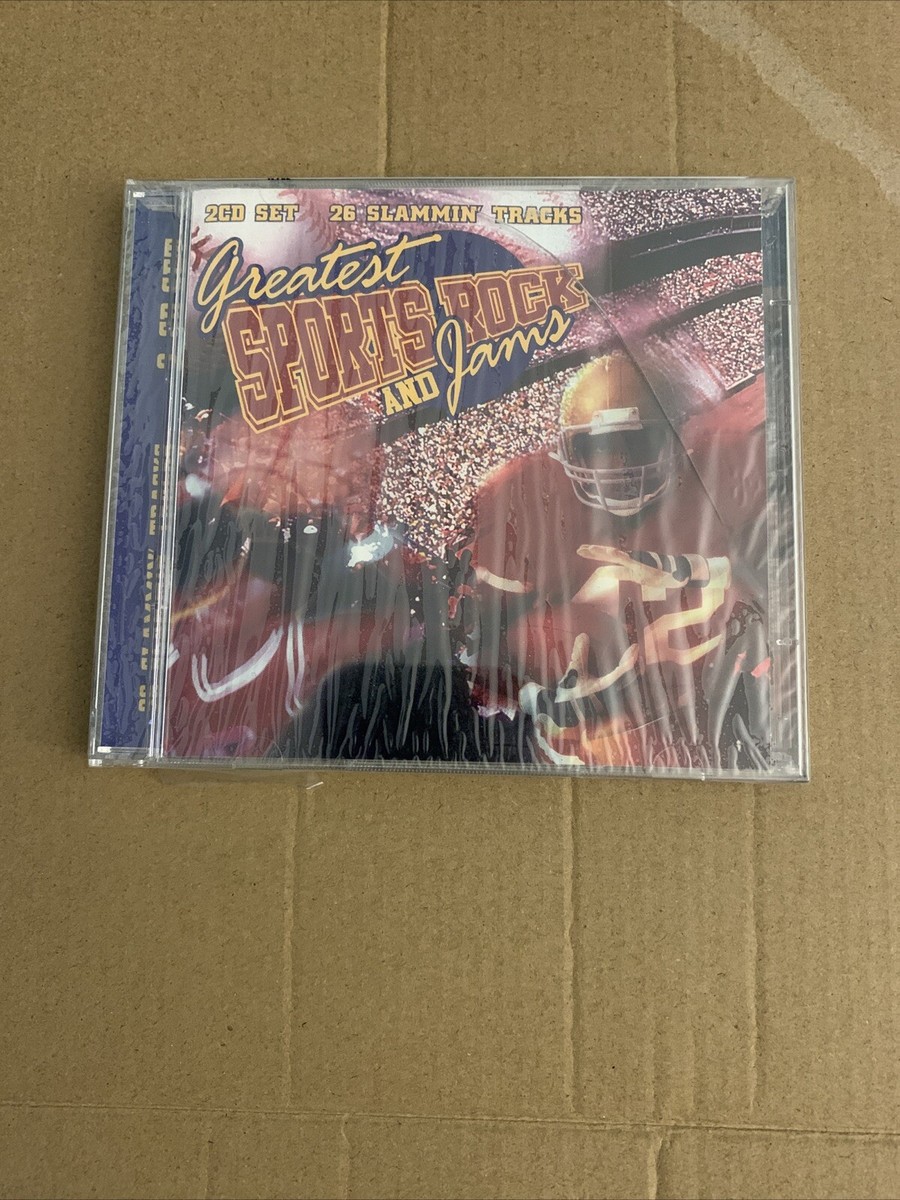 2CD SET 26 SLAMMIN' TRACKS
Greatest
SPORTS ROCK
AND Jams